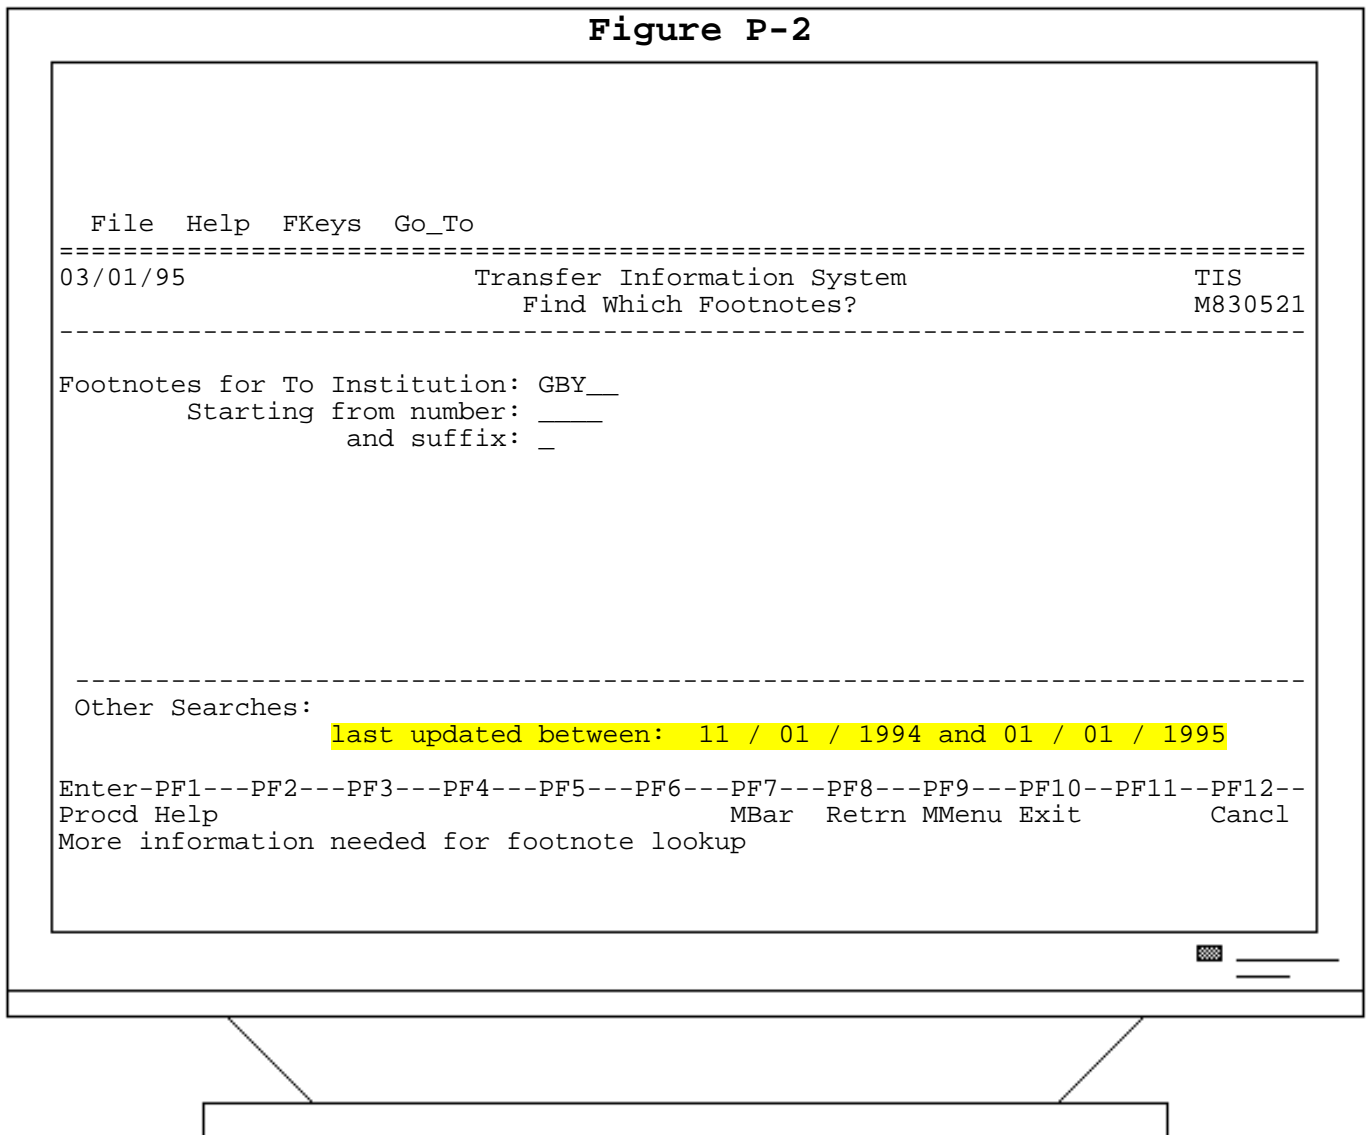 Figure P-2
File  Help  FKeys  Go_To
==============================================================================
03/01/95                  Transfer Information System                  TIS
                             Find Which Footnotes?                     M830521
------------------------------------------------------------------------------
Footnotes for To Institution: GBY__
        Starting from number: ____
                  and suffix: _
-----------------------------------------------------------------------------
Other Searches:
                 last updated between:  11 / 01 / 1994 and 01 / 01 / 1995
Enter-PF1---PF2---PF3---PF4---PF5---PF6---PF7---PF8---PF9---PF10--PF11--PF12--
Procd Help                                MBar  Retrn MMenu Exit        Cancl
More information needed for footnote lookup